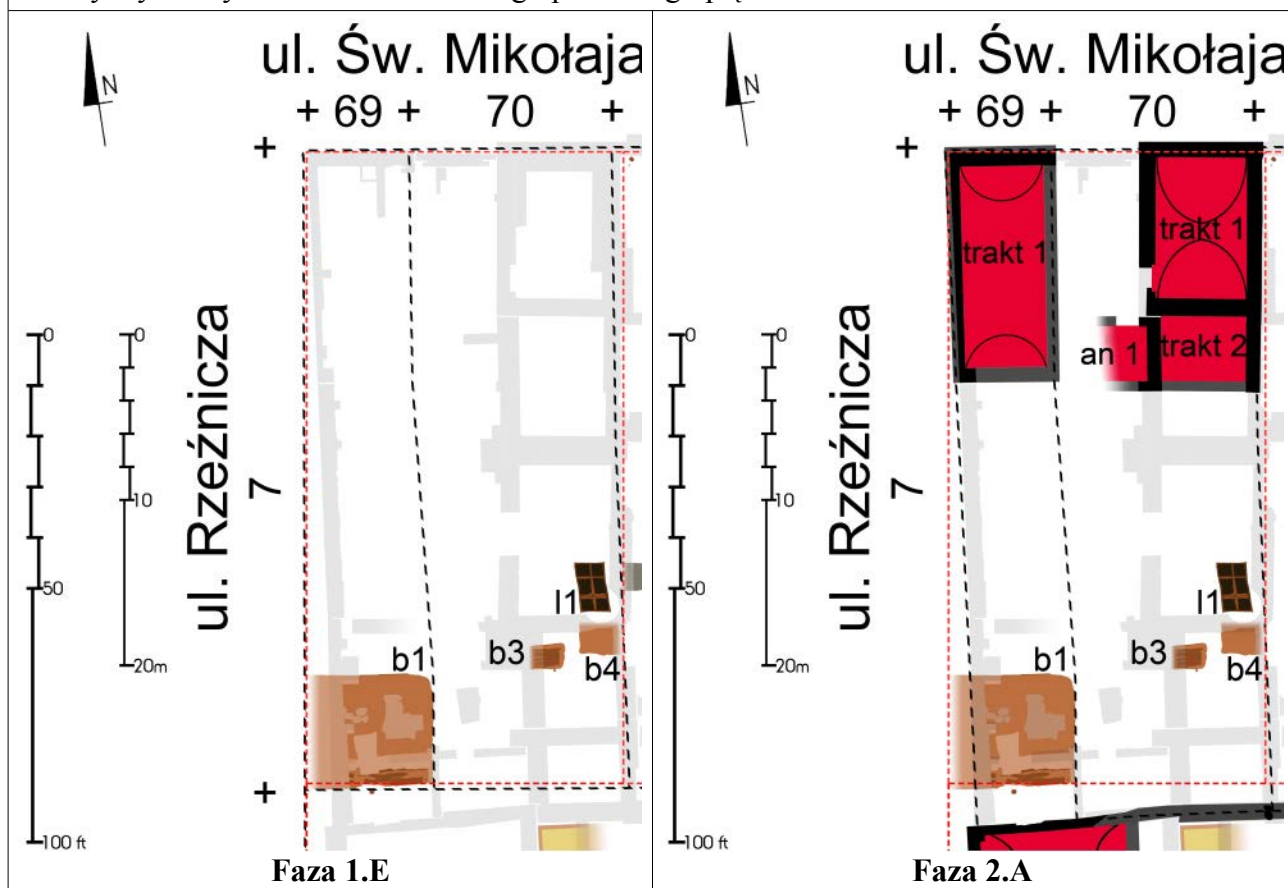 ul. Św. Mikołaja
N
+ 69 + 70 +
+
0
0
ul. Rzeźnicza
7
10
50
l1
b3
b4
b1
20m
+
100 ft
Faza 1.E
ul. Św. Mikołaja
N
+ 69 + 70 +
+
trakt 1
trakt 1
0
0
an 1
trakt 2
ul. Rzeźnicza
7
10
50
l1
b3
b4
b1
20m
100 ft
Faza 2.A